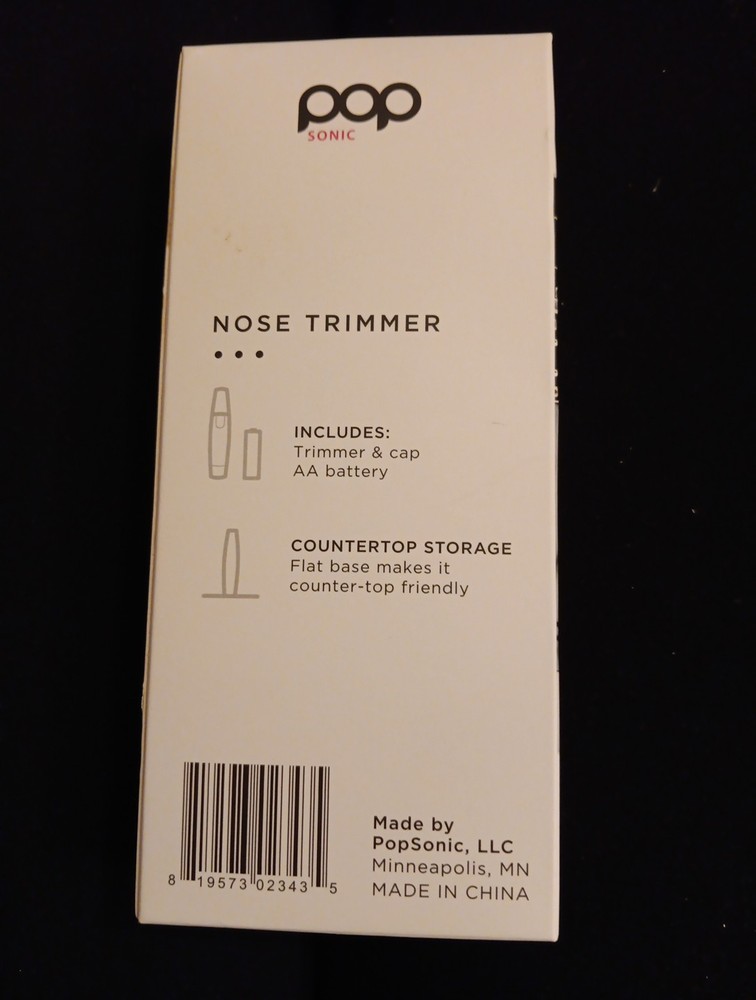 pop
SONIC
NOSE TRIMMER
INCLUDES:
Trimmer & cap
AA battery
COUNTERTOP STORAGE
Flat base makes it
counter-top friendly
8 19573 02343 5
Made by
PopSonic, LLC
Minneapolis, MN
MADE IN CHINA